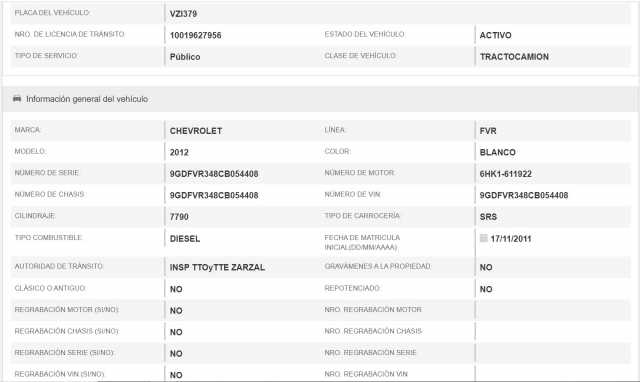 PLACA DEL VEHÍCULO: VZI379
NRO. DE LICENCIA DE TRÁNSITO: 10019627956 ESTADO DEL VEHÍCULO: ACTIVO
TIPO DE SERVICIO: Público CLASE DE VEHÍCULO: TRACTOCAMION
Información general del vehículo
MARCA: CHEVROLET LÍNEA: FVR
MODELO: 2012 COLOR: BLANCO
NÚMERO DE SERIE: 9GDFVR348CB054408 NÚMERO DE MOTOR: 6HK1-611922
NÚMERO DE CHASIS: 9GDFVR348CB054408 NÚMERO DE VIN: 9GDFVR348CB054408
CILINDRAJE: 7790 TIPO DE CARROCERÍA: SRS
TIPO COMBUSTIBLE: DIESEL FECHA DE MATRICULA INICIAL(DD/MM/AAAA): 17/11/2011
AUTORIDAD DE TRÁNSITO: INSP TTOyTTE ZARZAL GRAVÁMENES A LA PROPIEDAD: NO
CLÁSICO O ANTIGUO: NO REPOTENCIADO: NO
REGRABACIÓN MOTOR (SI/NO): NO NRO. REGRABACIÓN MOTOR
REGRABACIÓN CHASIS (SI/NO): NO NRO. REGRABACIÓN CHASIS
REGRABACIÓN SERIE (SI/NO): NO NRO. REGRABACIÓN SERIE
REGRABACIÓN VIN (SI/NO): NO NRO. REGRABACIÓN VIN